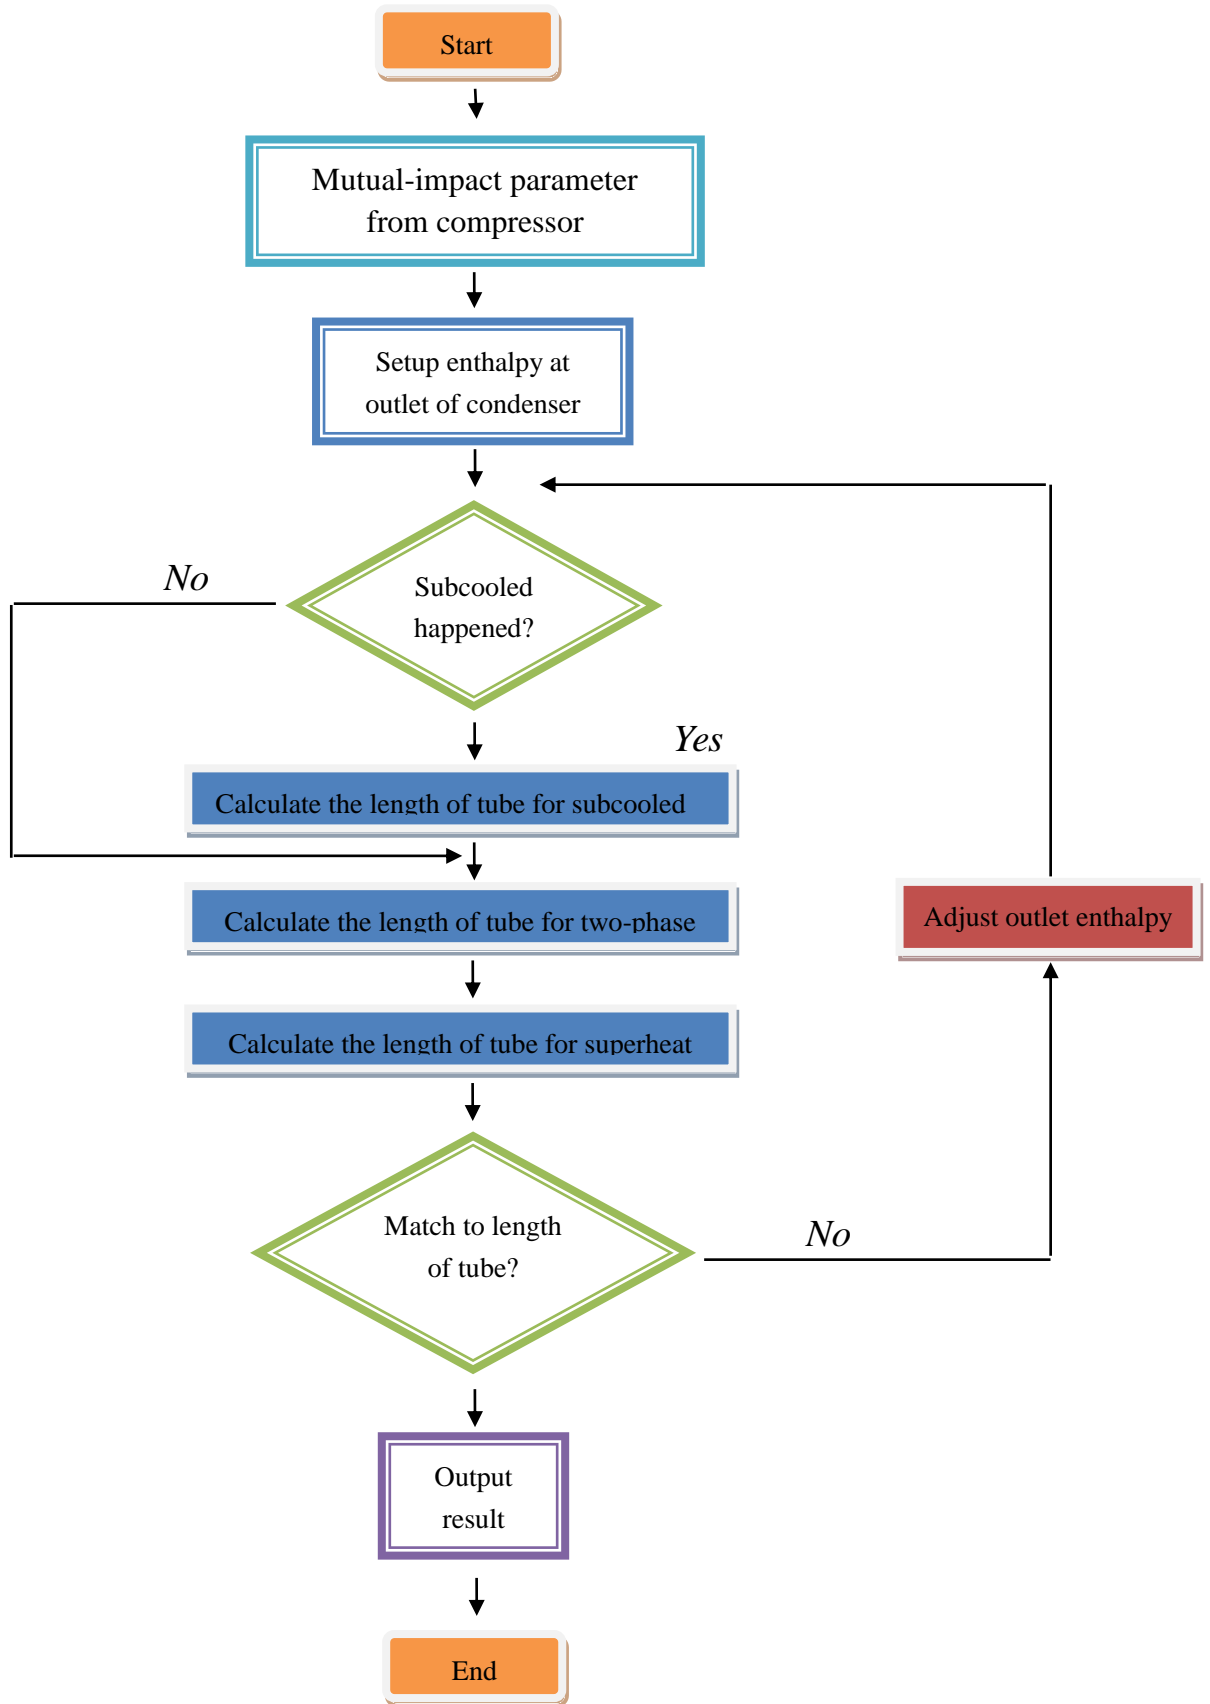 Start
Mutual-impact parameter
from compressor
Setup enthalpy at
outlet of condenser
No
Subcooled
happened?
Yes
Calculate the length of tube for subcooled
Calculate the length of tube for two-phase
Adjust outlet enthalpy
Calculate the length of tube for superheat
Match to length
of tube?
No
Output
result
End